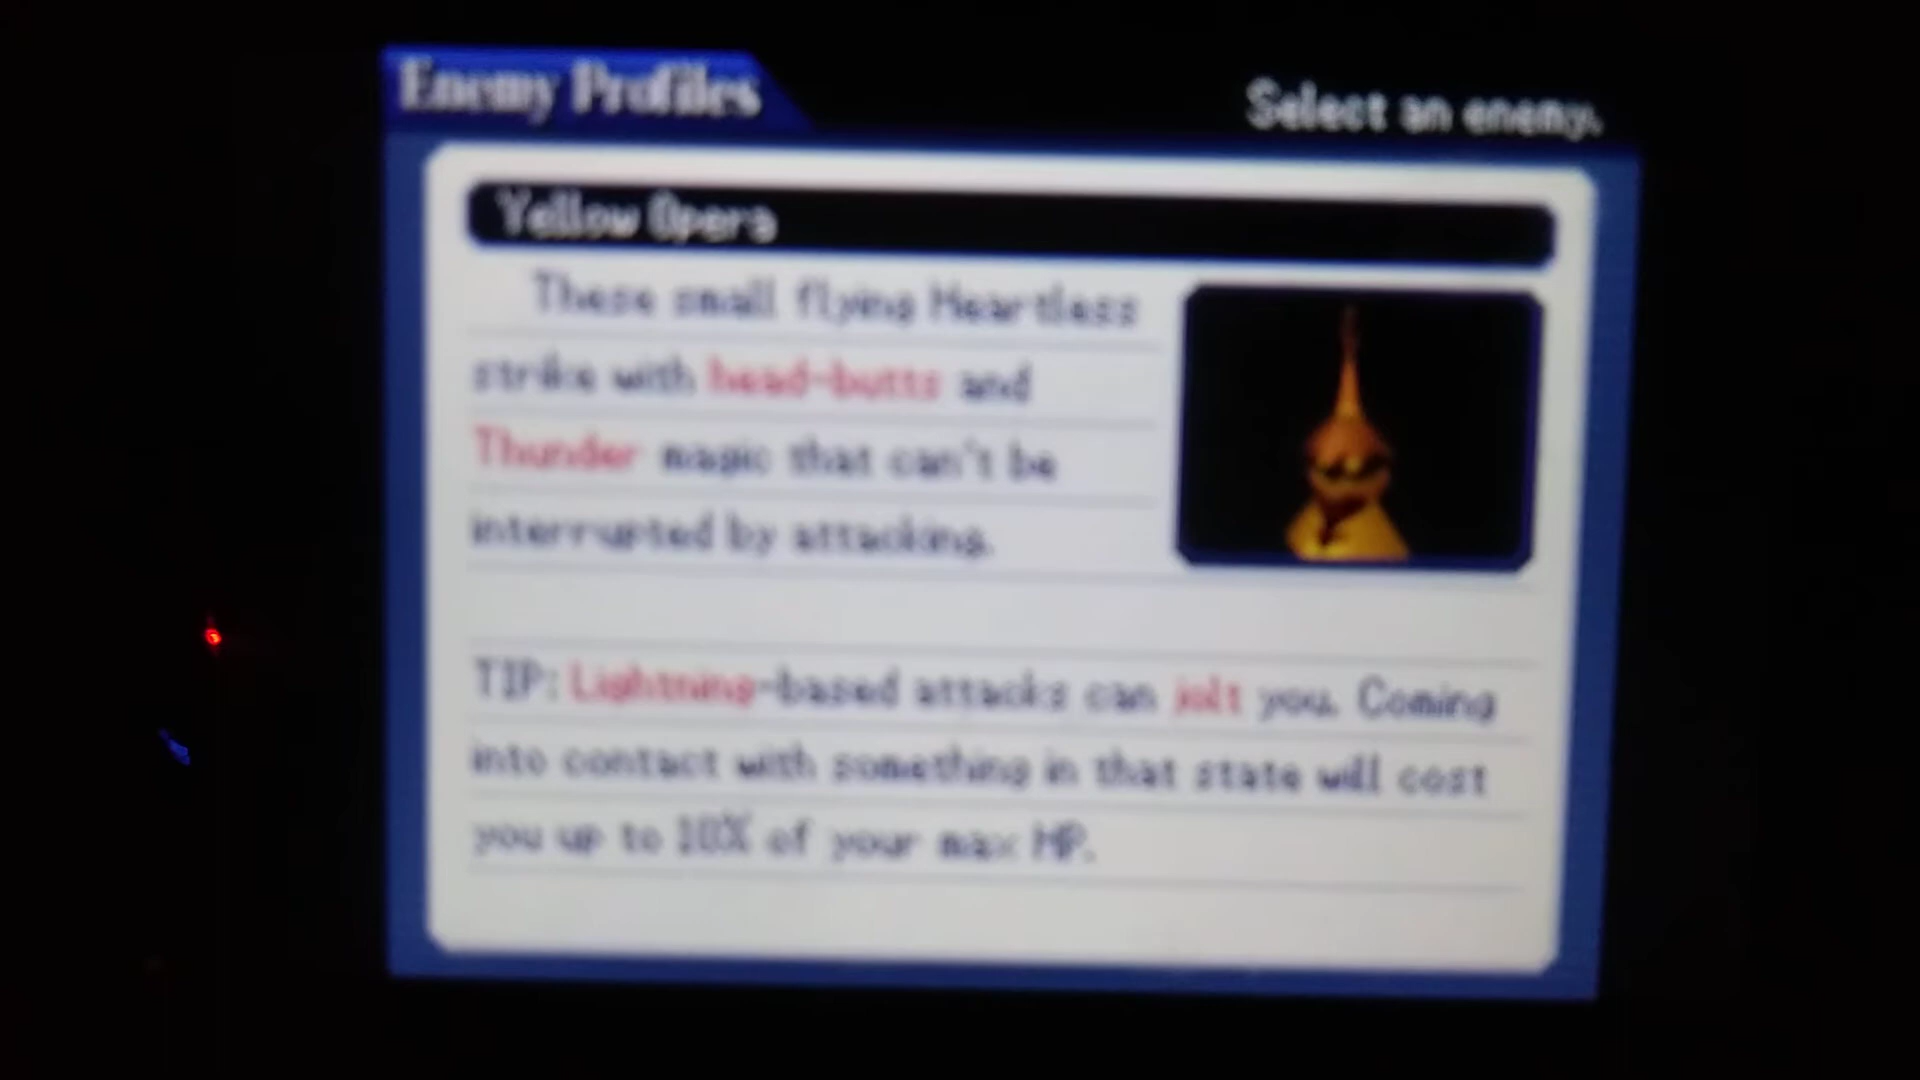 Enemy Profiles
Select an enemy.
Yellow Opera
These small flying Heartless
strike with head-butts and
Thunder magic that can't be
interrupted by attacking.
TIP: Lightning-based attacks can jolt you. Coming
into contact with something in that state will cost
you up to 10% of your max HP.